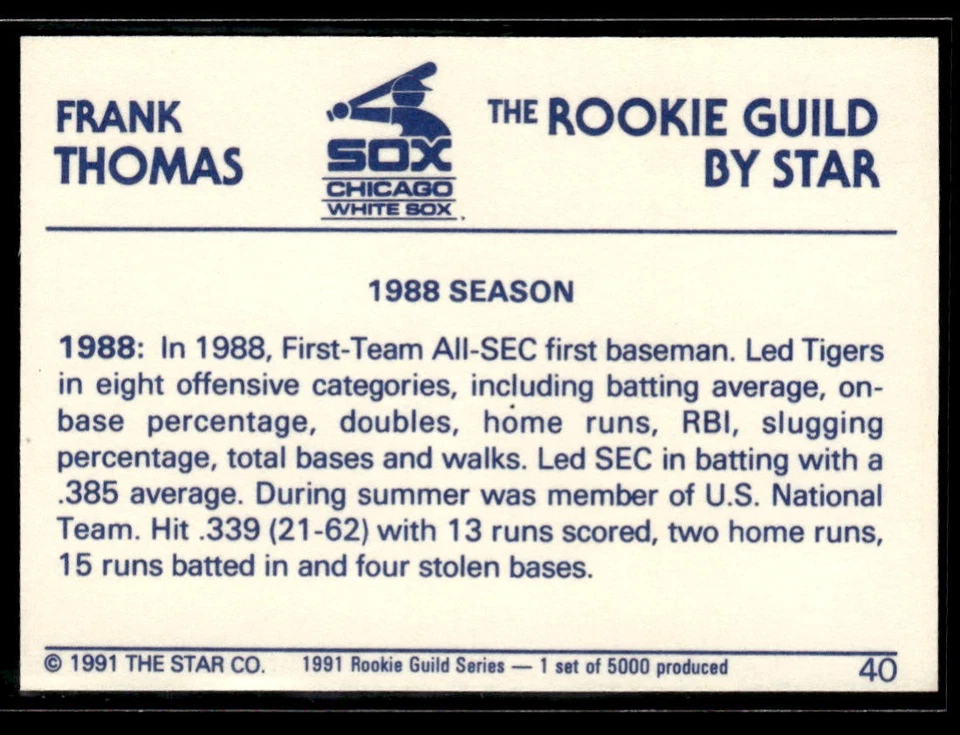 FRANK
THOMAS
SOX
CHICAGO
WHITE SOX
THE ROOKIE GUILD
BY STAR
1988 SEASON
1988: In 1988, First-Team All-SEC first baseman. Led Tigers
in eight offensive categories, including batting average, on-
base percentage, doubles, home runs, RBI, slugging
percentage, total bases and walks. Led SEC in batting with a
.385 average. During summer was member of U.S. National
Team. Hit .339 (21-62) with 13 runs scored, two home runs,
15 runs batted in and four stolen bases.
© 1991 THE STAR CO. 1991 Rookie Guild Series — 1 set of 5000 produced 40